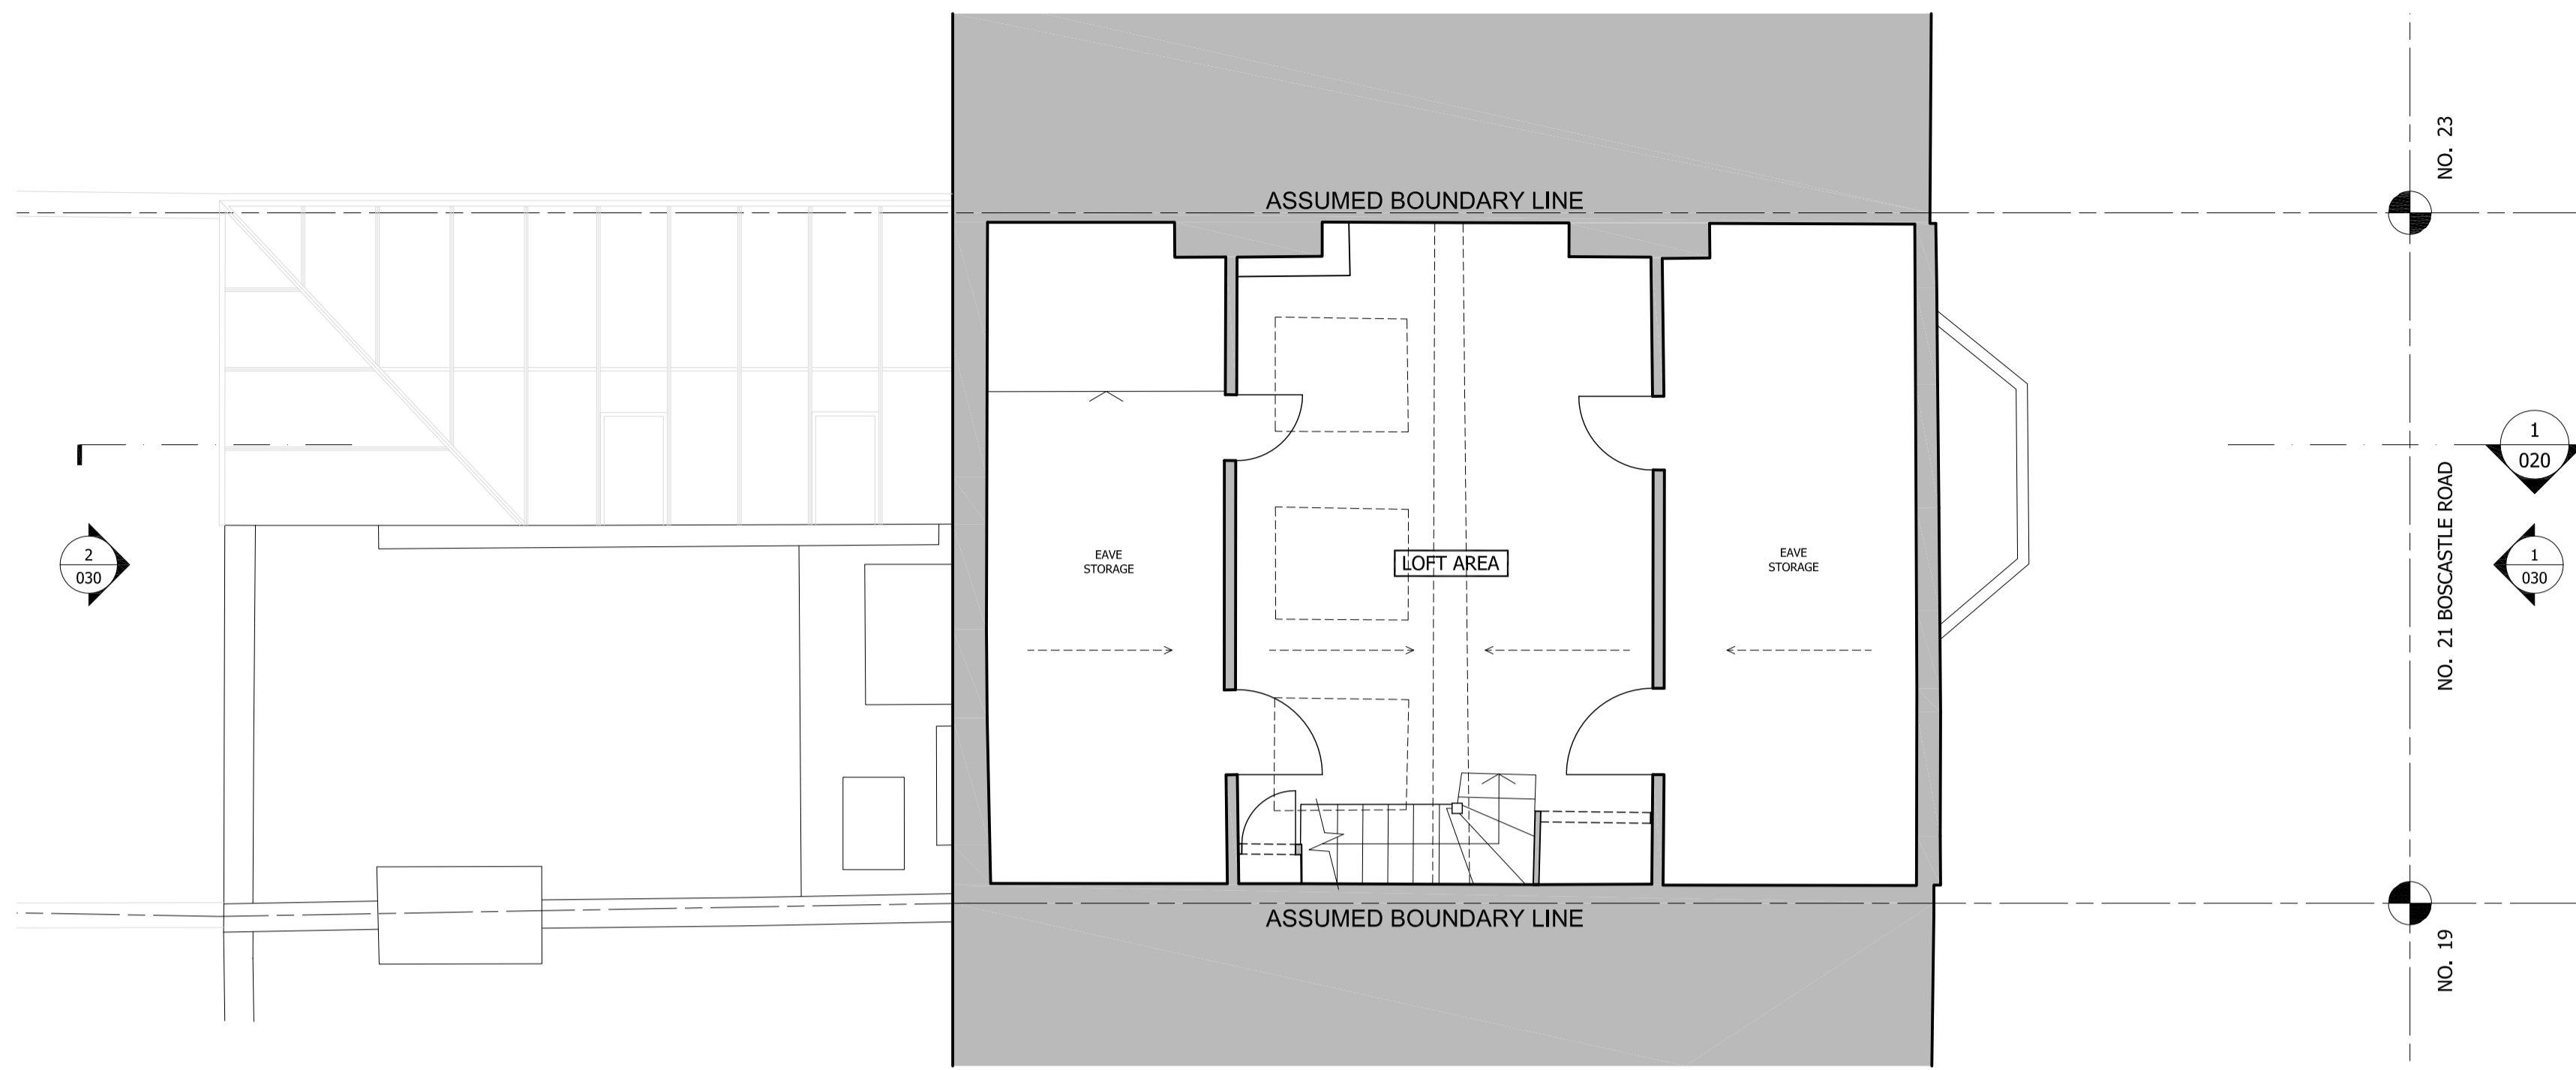 ASSUMED BOUNDARY LINE
NO. 23
1
020
2
030
EAVE
STORAGE
LOFT AREA
EAVE
STORAGE
NO. 21 BOSCASTLE ROAD
1
030
ASSUMED BOUNDARY LINE
NO. 19